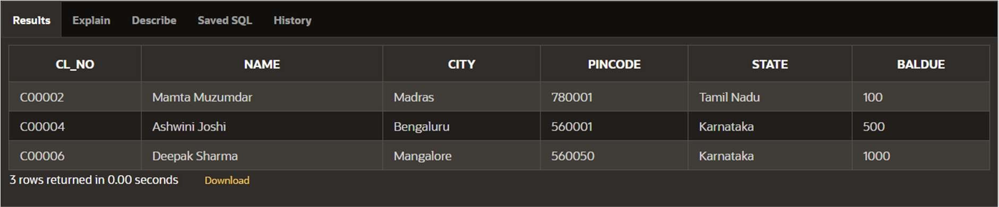 Results Explain Describe Saved SQL History
CL_NO NAME CITY PINCODE STATE BALDUE
C00002 Mamta Muzumdar Madras 780001 Tamil Nadu 100
C00004 Ashwini Joshi Bengaluru 560001 Karnataka 500
C00006 Deepak Sharma Mangalore 560050 Karnataka 1000
3 rows returned in 0.00 seconds Download